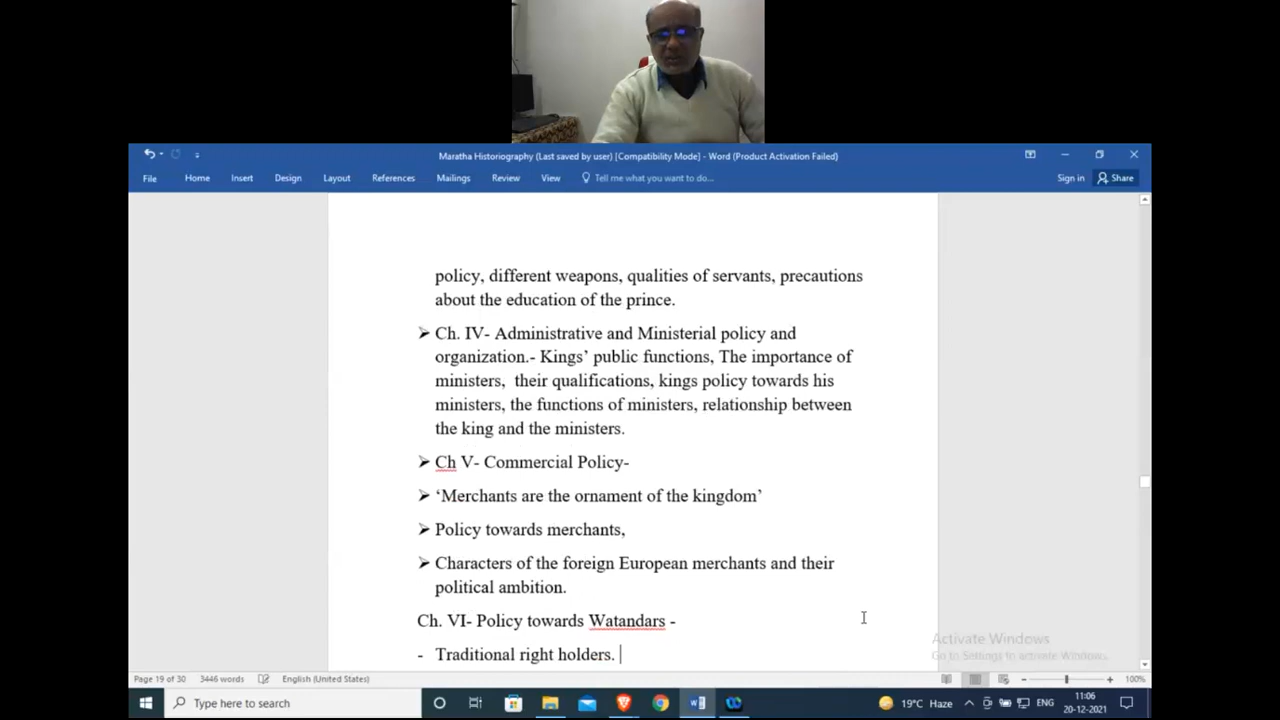 Maratha Historiography (Last saved by user) [Compatibility Mode] - Word (Product Activation Failed)
File Home Insert Design Layout References Mailings Review View Tell me what you want to do... Sign in Share
policy, different weapons, qualities of servants, precautions
about the education of the prince.
➢ Ch. IV- Administrative and Ministerial policy and
organization.- Kings’ public functions, The importance of
ministers,  their qualifications, kings policy towards his
ministers, the functions of ministers, relationship between
the king and the ministers.
➢ Ch V- Commercial Policy-
➢ ‘Merchants are the ornament of the kingdom’
➢ Policy towards merchants,
➢ Characters of the foreign European merchants and their
political ambition.
Ch. VI- Policy towards Watandars -
- Traditional right holders.
Activate Windows
Go to Settings to activate Windows.
Page 19 of 30 3446 words English (United States) 100%
Type here to search 19°C Haze ENG 11:06
20-12-2021